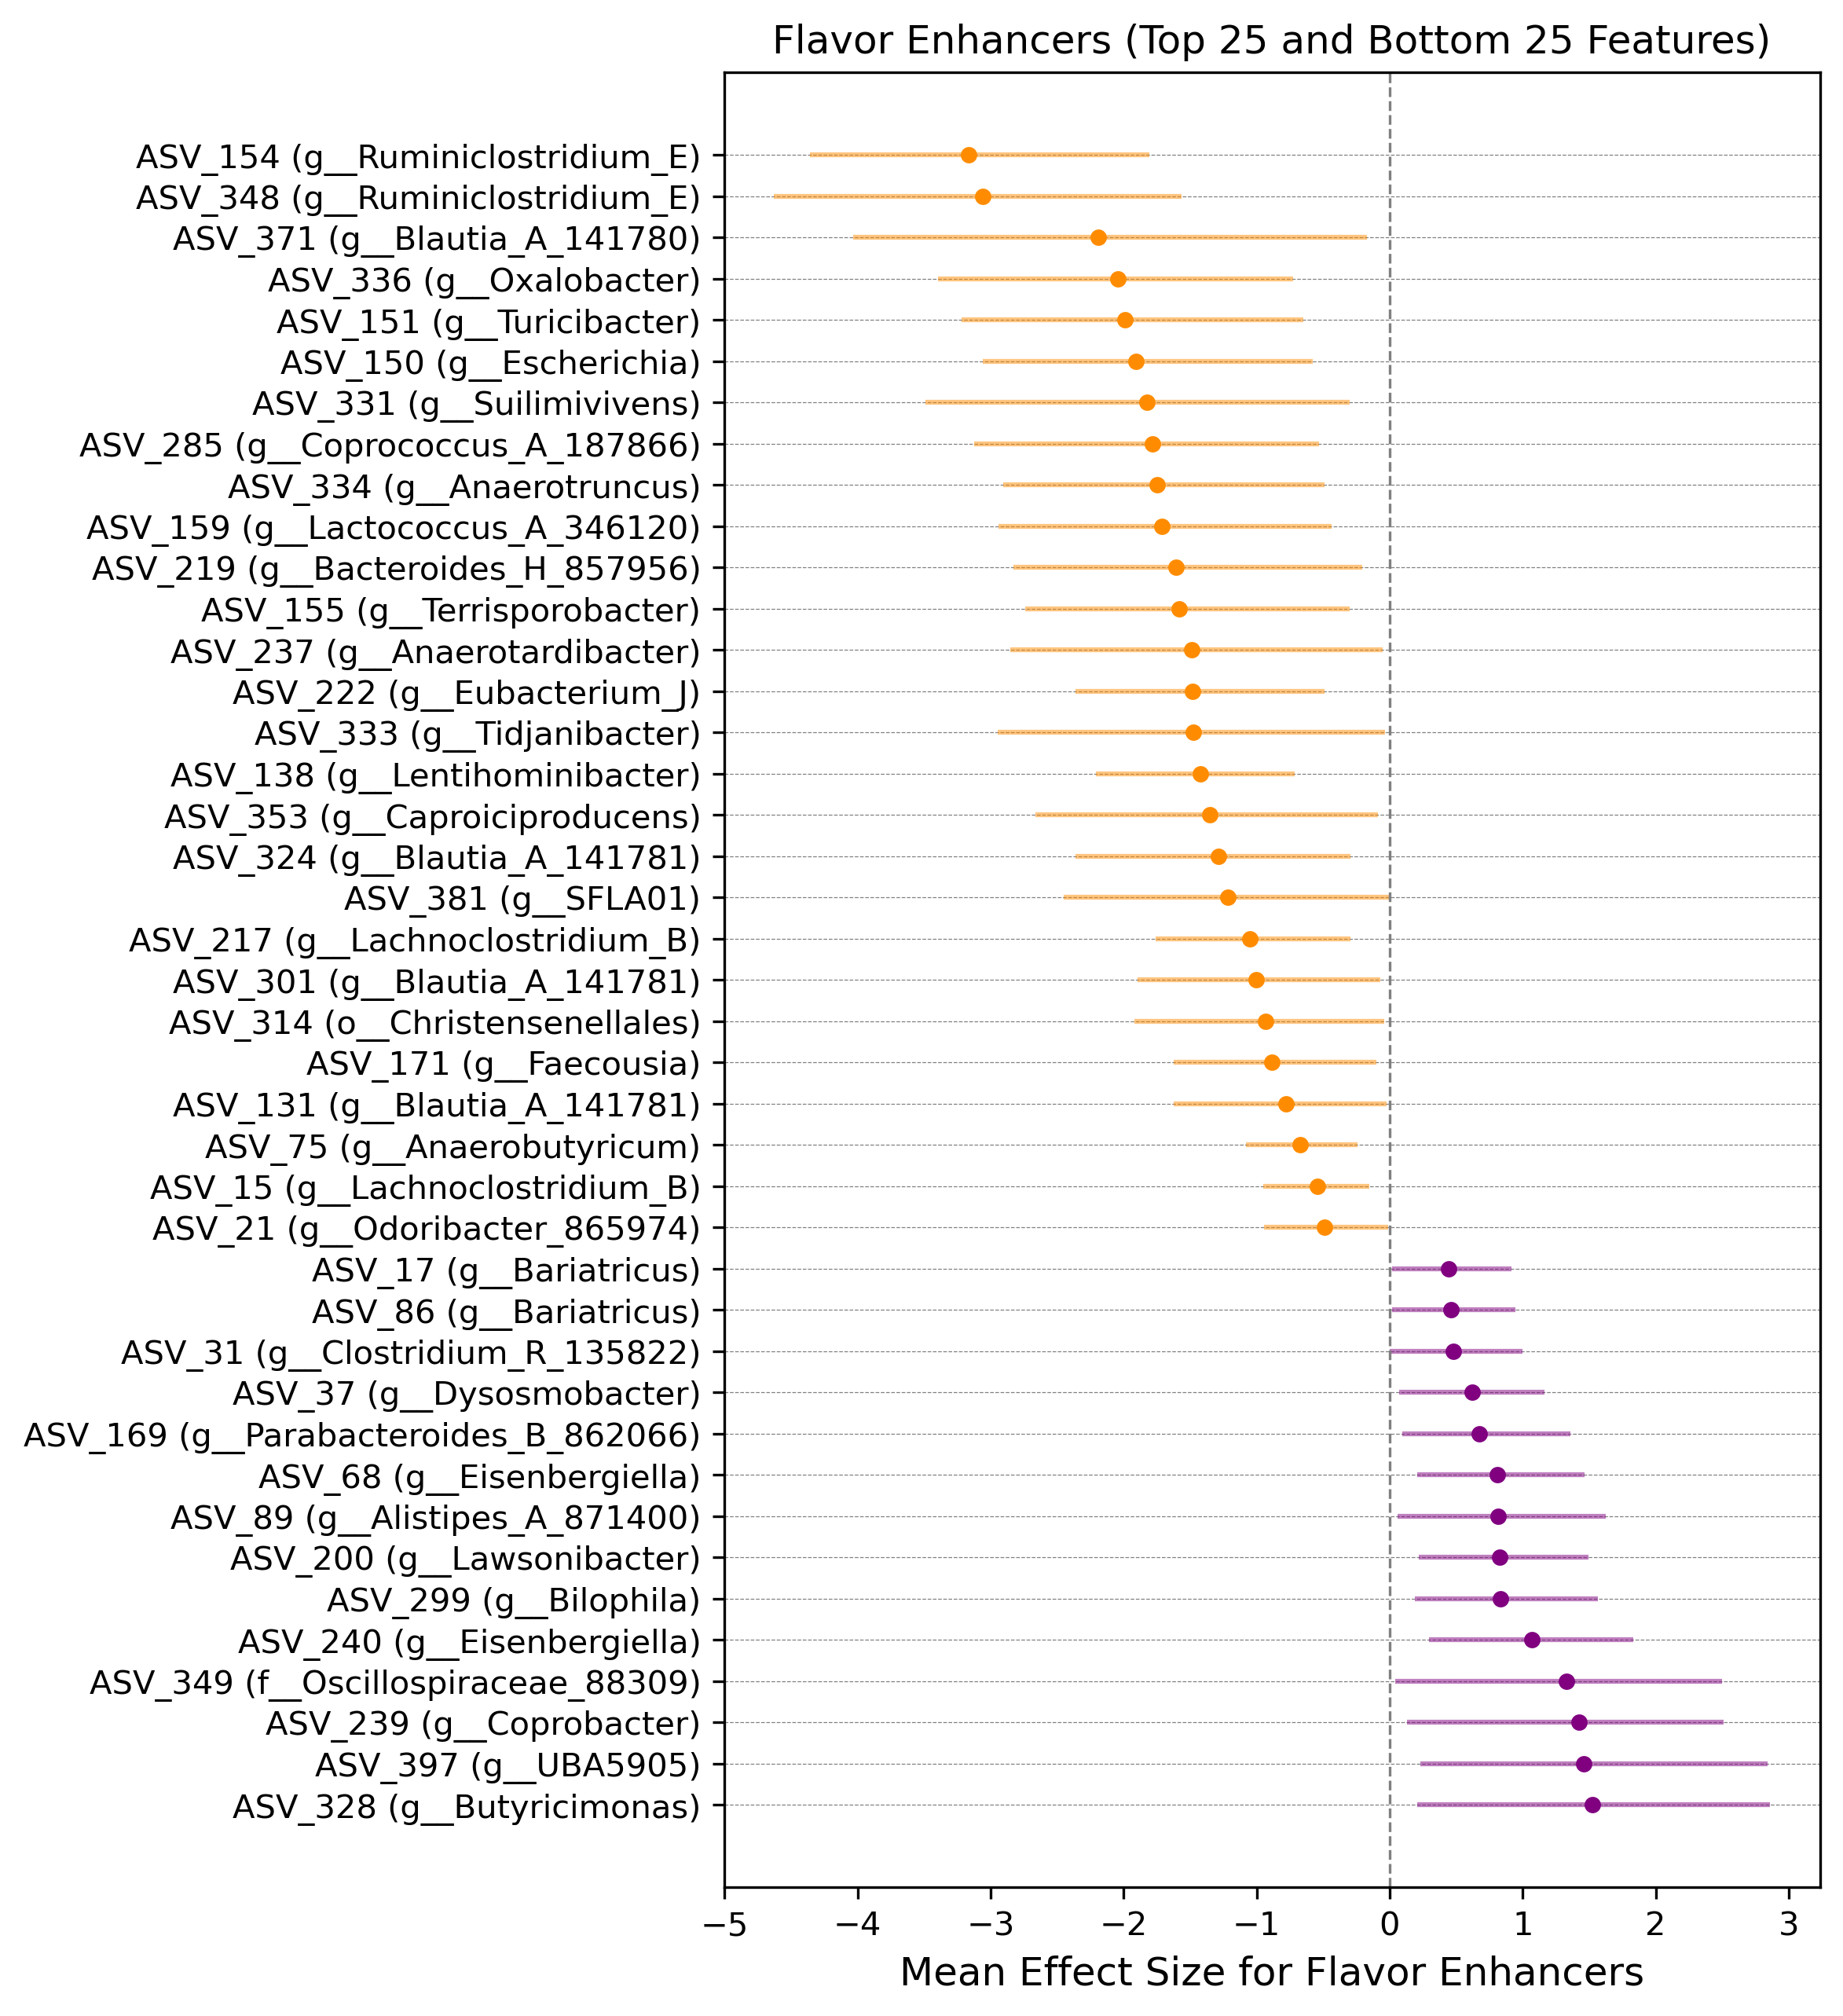 Flavor Enhancers (Top 25 and Bottom 25 Features)
ASV_154 (g__Ruminiclostridium_E)
ASV_348 (g__Ruminiclostridium_E)
ASV_371 (g__Blautia_A_141780)
ASV_336 (g__Oxalobacter)
ASV_151 (g__Turicibacter)
ASV_150 (g__Escherichia)
ASV_331 (g__Suilimivivens)
ASV_285 (g__Coprococcus_A_187866)
ASV_334 (g__Anaerotruncus)
ASV_159 (g__Lactococcus_A_346120)
ASV_219 (g__Bacteroides_H_857956)
ASV_155 (g__Terrisporobacter)
ASV_237 (g__Anaerotardibacter)
ASV_222 (g__Eubacterium_J)
ASV_333 (g__Tidjanibacter)
ASV_138 (g__Lentihominibacter)
ASV_353 (g__Caproiciproducens)
ASV_324 (g__Blautia_A_141781)
ASV_381 (g__SFLA01)
ASV_217 (g__Lachnoclostridium_B)
ASV_301 (g__Blautia_A_141781)
ASV_314 (o__Christensenellales)
ASV_171 (g__Faecousia)
ASV_131 (g__Blautia_A_141781)
ASV_75 (g__Anaerobutyricum)
ASV_15 (g__Lachnoclostridium_B)
ASV_21 (g__Odoribacter_865974)
ASV_17 (g__Bariatricus)
ASV_86 (g__Bariatricus)
ASV_31 (g__Clostridium_R_135822)
ASV_37 (g__Dysosmobacter)
ASV_169 (g__Parabacteroides_B_862066)
ASV_68 (g__Eisenbergiella)
ASV_89 (g__Alistipes_A_871400)
ASV_200 (g__Lawsonibacter)
ASV_299 (g__Bilophila)
ASV_240 (g__Eisenbergiella)
ASV_349 (f__Oscillospiraceae_88309)
ASV_239 (g__Coprobacter)
ASV_397 (g__UBA5905)
ASV_328 (g__Butyricimonas)
−5 −4 −3 −2 −1 0 1 2 3
Mean Effect Size for Flavor Enhancers